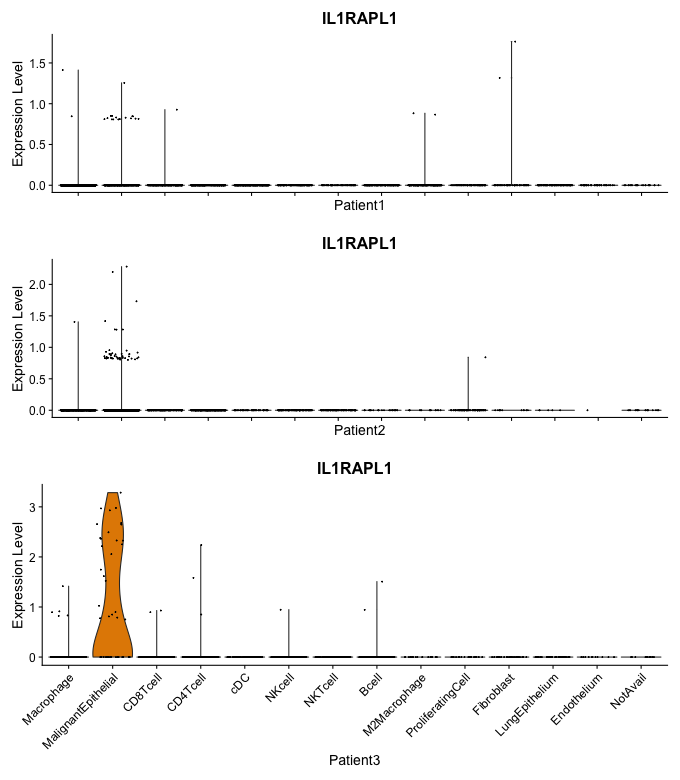 IL1RAPL1
Expression Level
1.5
1.0
0.5
0.0
Patient1
IL1RAPL1
Expression Level
2.0
1.5
1.0
0.5
0.0
Patient2
IL1RAPL1
Expression Level
3
2
1
0
Macrophage
MalignantEpithelial
CD8Tcell
CD4Tcell
cDC
NKcell
NKTcell
Bcell
M2Macrophage
ProliferatingCell
Fibroblast
LungEpithelium
Endothelium
NotAvail
Patient3